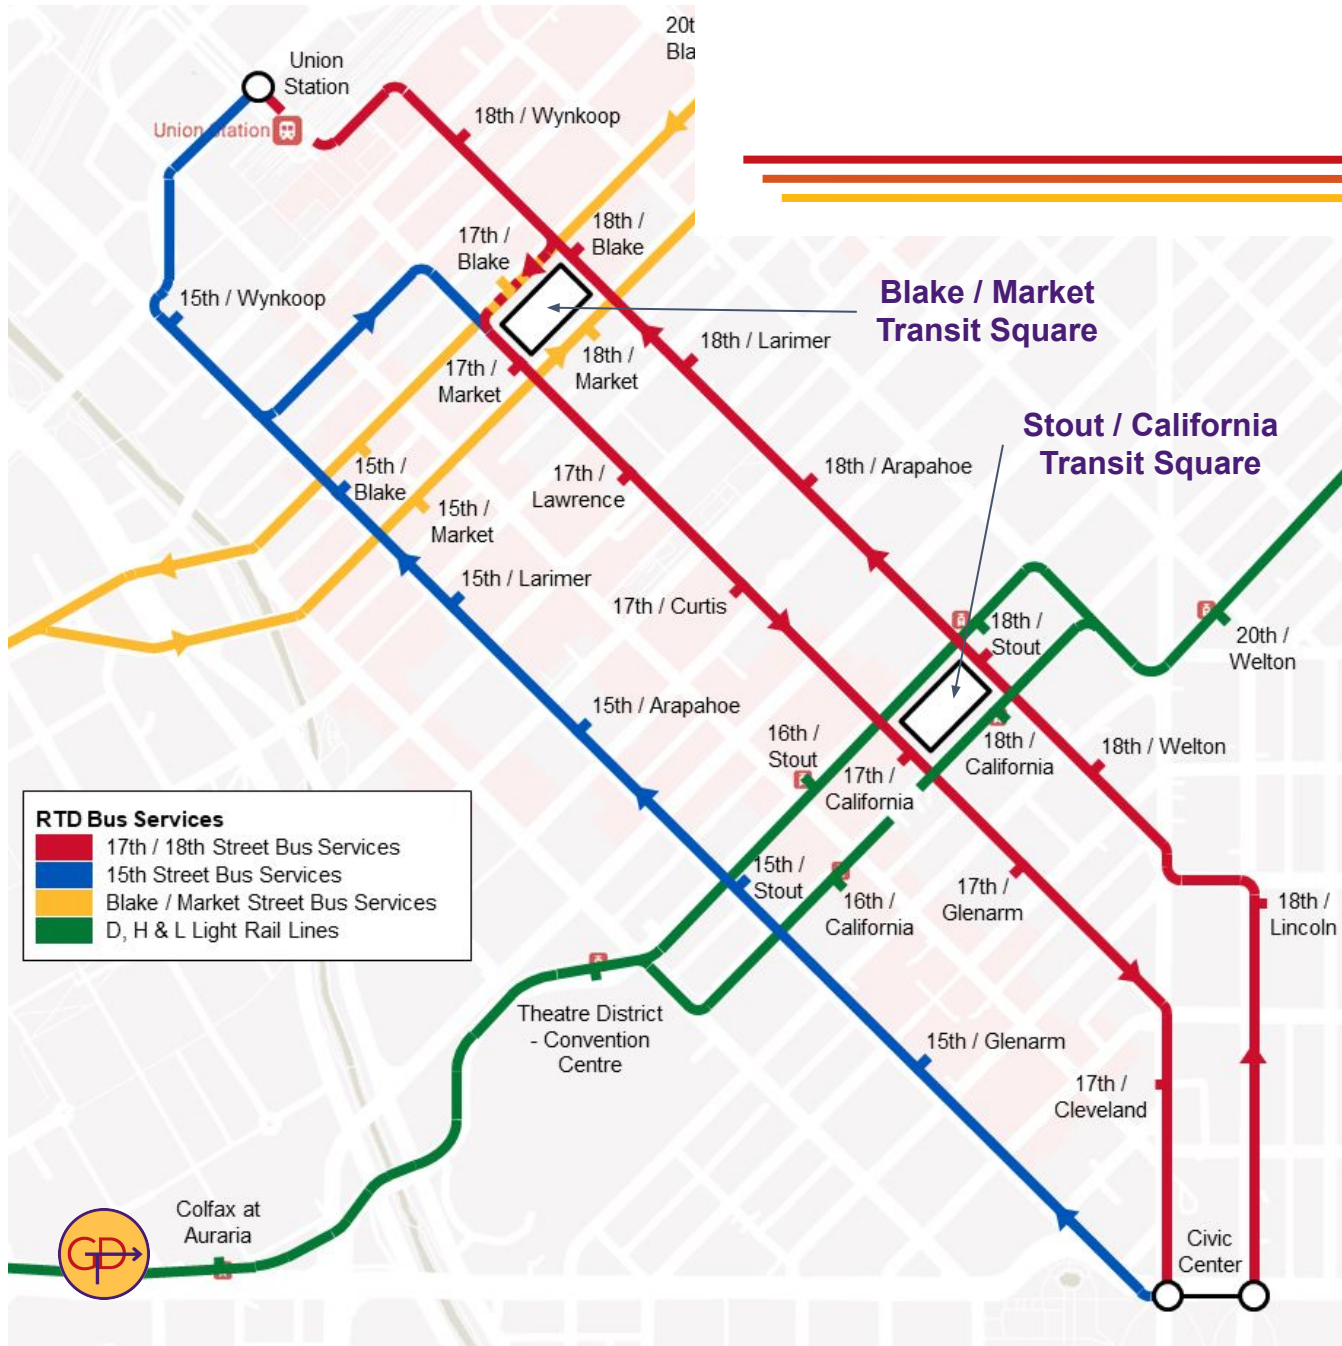 20t
Bla
Union
Station
Union Station
18th / Wynkoop
17th /
Blake
18th /
Blake
15th / Wynkoop
Blake / Market
Transit Square
18th / Larimer
18th /
Market
17th /
Market
Stout / California
Transit Square
18th / Arapahoe
17th /
Lawrence
15th /
Blake
15th /
Market
15th / Larimer
17th / Curtis
18th /
Stout
20th /
Welton
15th / Arapahoe
16th /
Stout
17th /
California
18th /
California
18th / Welton
RTD Bus Services
17th / 18th Street Bus Services
15th Street Bus Services
Blake / Market Street Bus Services
D, H & L Light Rail Lines
15th /
Stout
16th /
California
17th /
Glenarm
18th /
Lincoln
Theatre District
- Convention
Centre
15th / Glenarm
17th /
Cleveland
Colfax at
Auraria
GD
Civic
Center